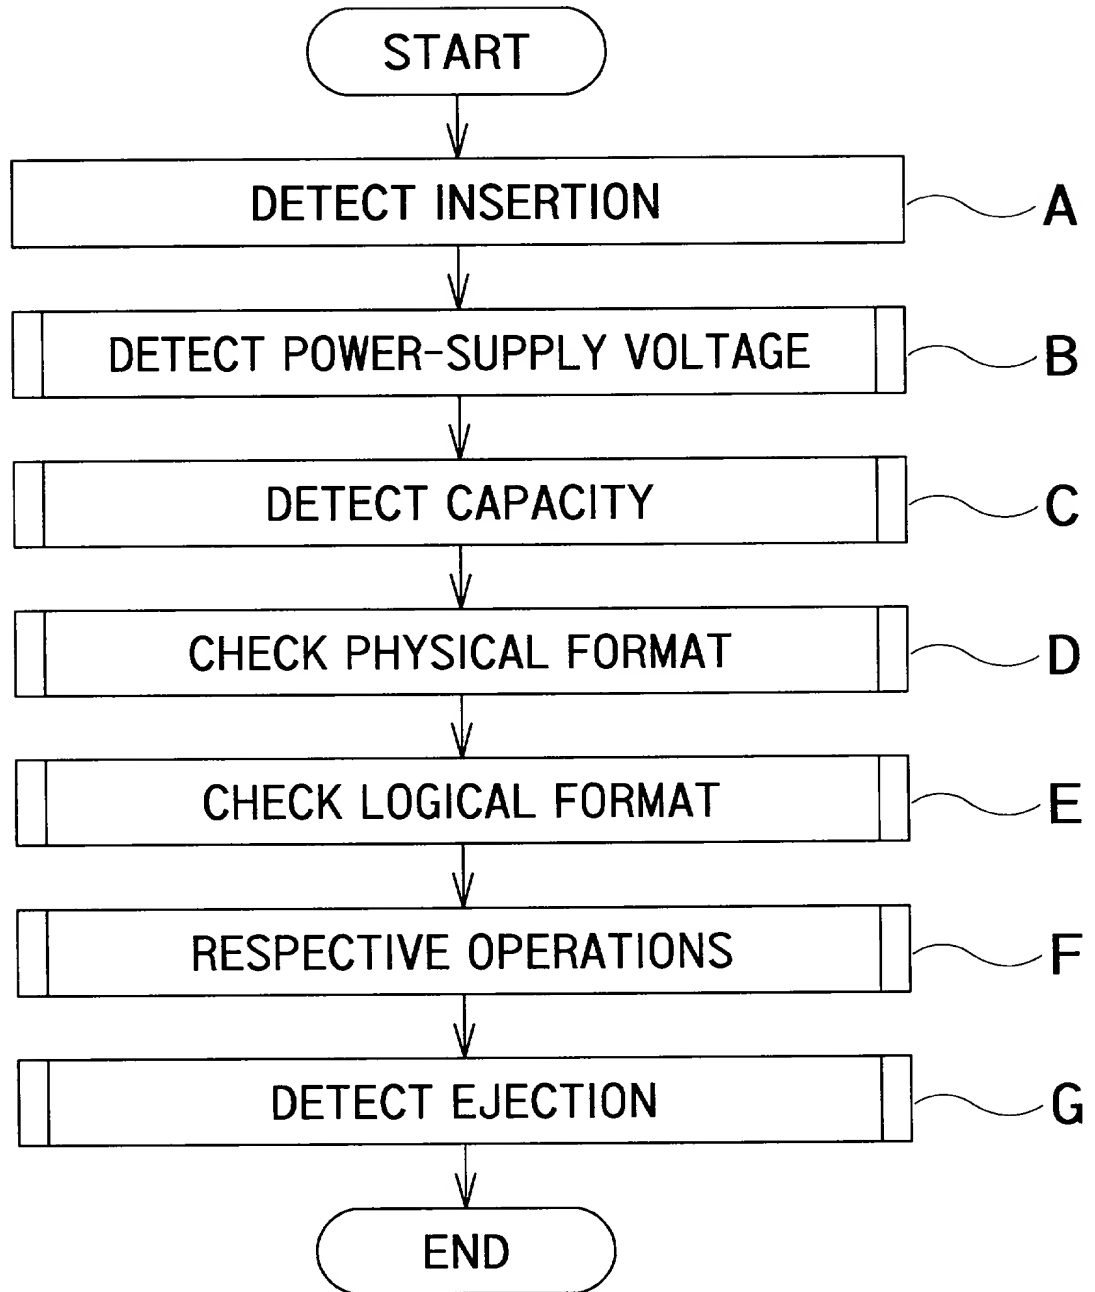 START
DETECT INSERTION
A
DETECT POWER-SUPPLY VOLTAGE
B
DETECT CAPACITY
C
CHECK PHYSICAL FORMAT
D
CHECK LOGICAL FORMAT
E
RESPECTIVE OPERATIONS
F
DETECT EJECTION
G
END